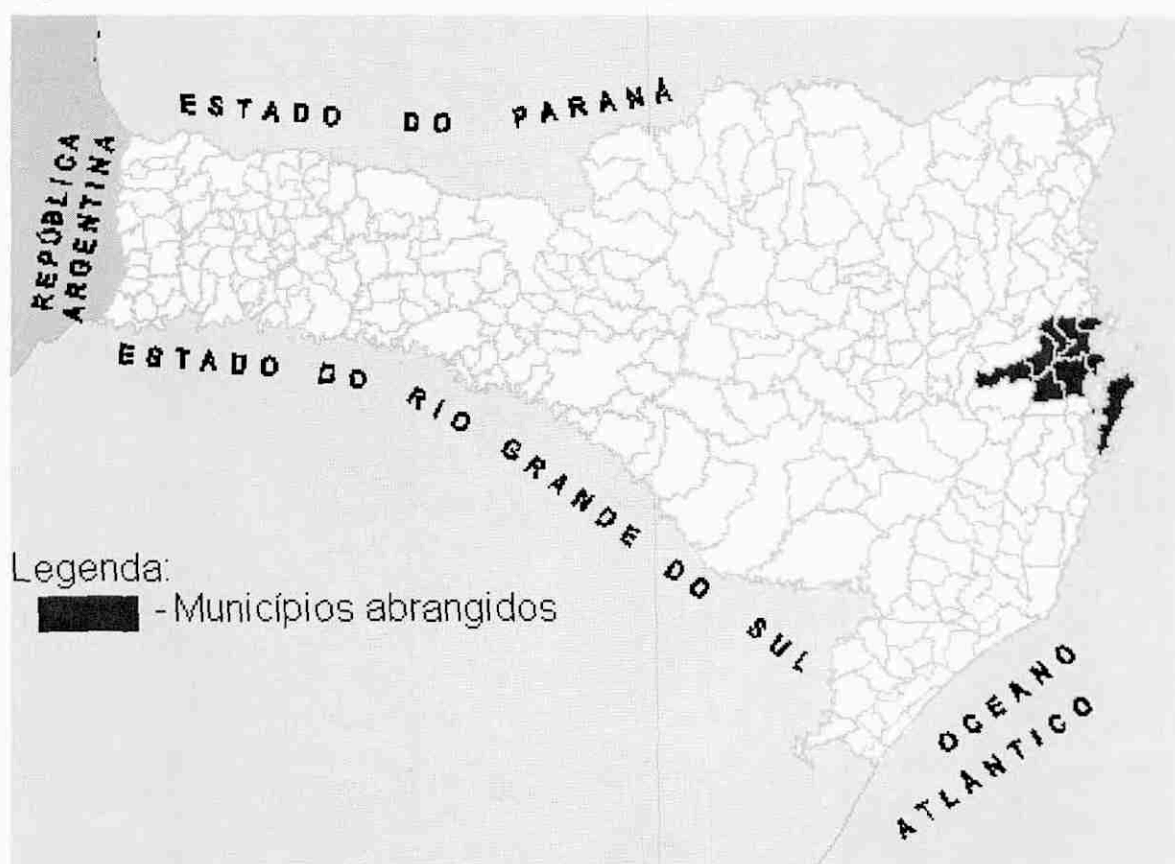 ESTADO DO PARANÁ
REPÚBLICA
ARGENTINA
ESTADO DO RIO GRANDE DO SUL
Legenda:
- Municípios abrangidos
OCEANO
ATLÂNTICO